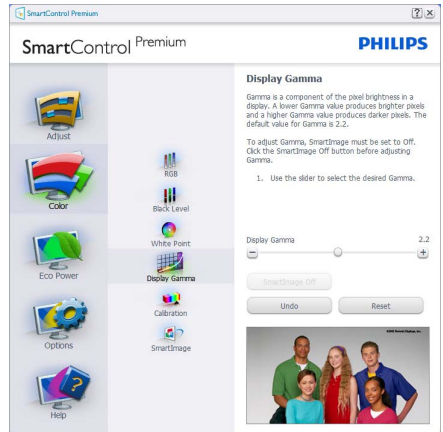 SmartControl Premium
SmartControl Premium
PHILIPS
Adjust
Color
Eco Power
Options
Help
RGB
Black Level
White Point
Display Gamma
Calibration
SmartImage
Display Gamma
Gamma is a component of the pixel brightness in a
display. A lower Gamma value produces brighter pixels
and a higher Gamma value produces darker pixels. The
default value for Gamma is 2.2.
To adjust Gamma, SmartImage must be set to Off.
Click the SmartImage Off button before adjusting
Gamma.
1. Use the slider to select the desired Gamma.
Display Gamma 2.2
SmartImage Off
Undo Reset